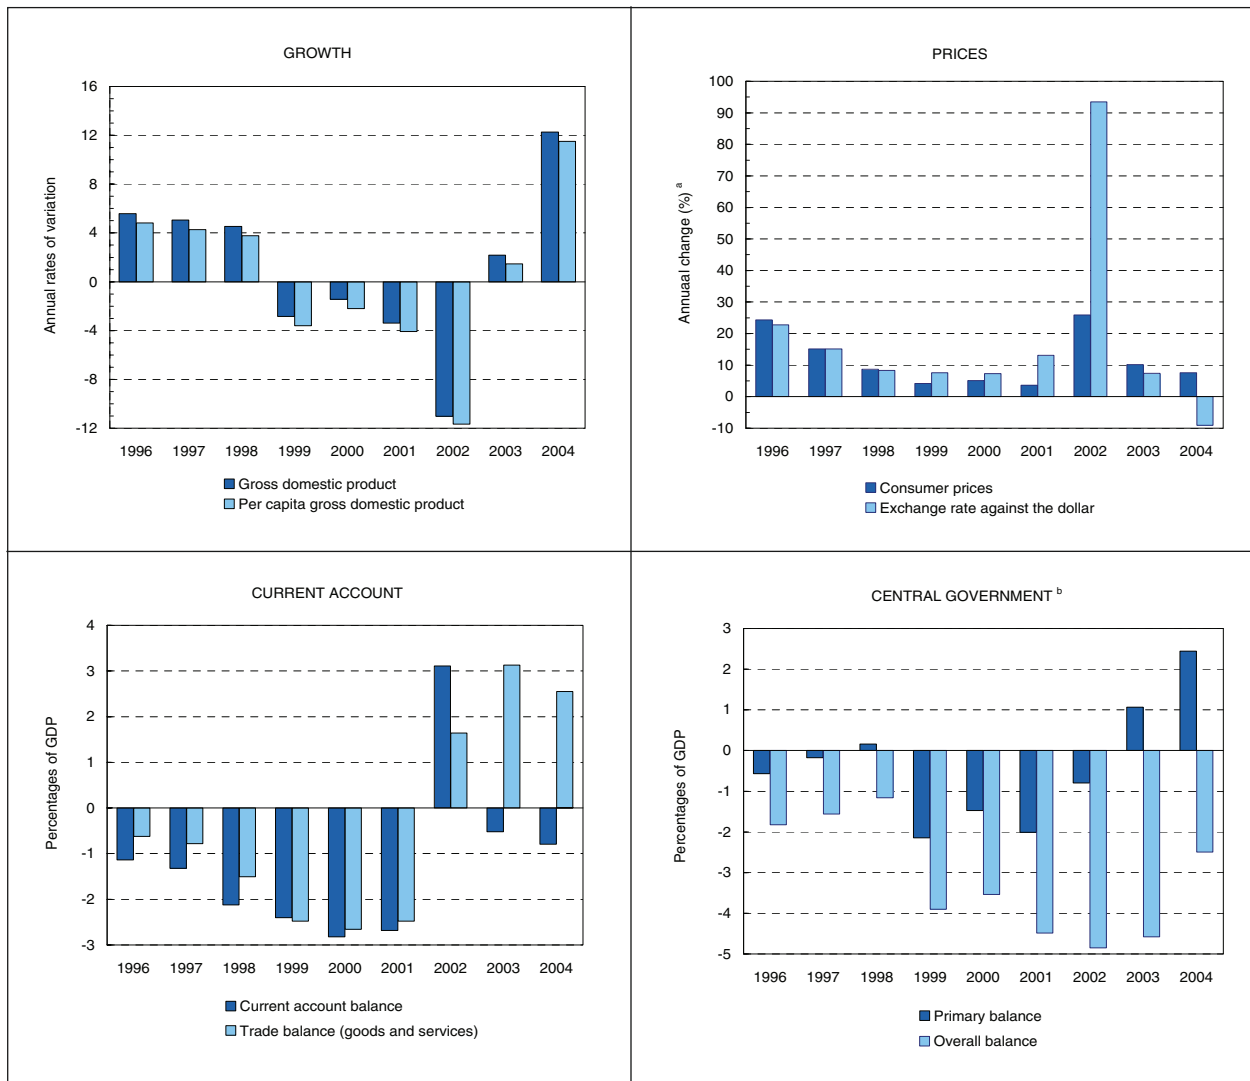 GROWTH
16
12
8
4
0
-4
-8
-12
Annual rates of variation
1996 1997 1998 1999 2000 2001 2002 2003 2004
Gross domestic product
Per capita gross domestic product
PRICES
100
90
80
70
60
50
40
30
20
10
0
-10
Annuaal change (%) a
1996 1997 1998 1999 2000 2001 2002 2003 2004
Consumer prices
Exchange rate against the dollar
CURRENT ACCOUNT
4
3
2
1
0
-1
-2
-3
Percentages of GDP
1996 1997 1998 1999 2000 2001 2002 2003 2004
Current account balance
Trade balance (goods and services)
CENTRAL GOVERNMENT b
3
2
1
0
-1
-2
-3
-4
-5
Percentages of GDP
1996 1997 1998 1999 2000 2001 2002 2003 2004
Primary balance
Overall balance